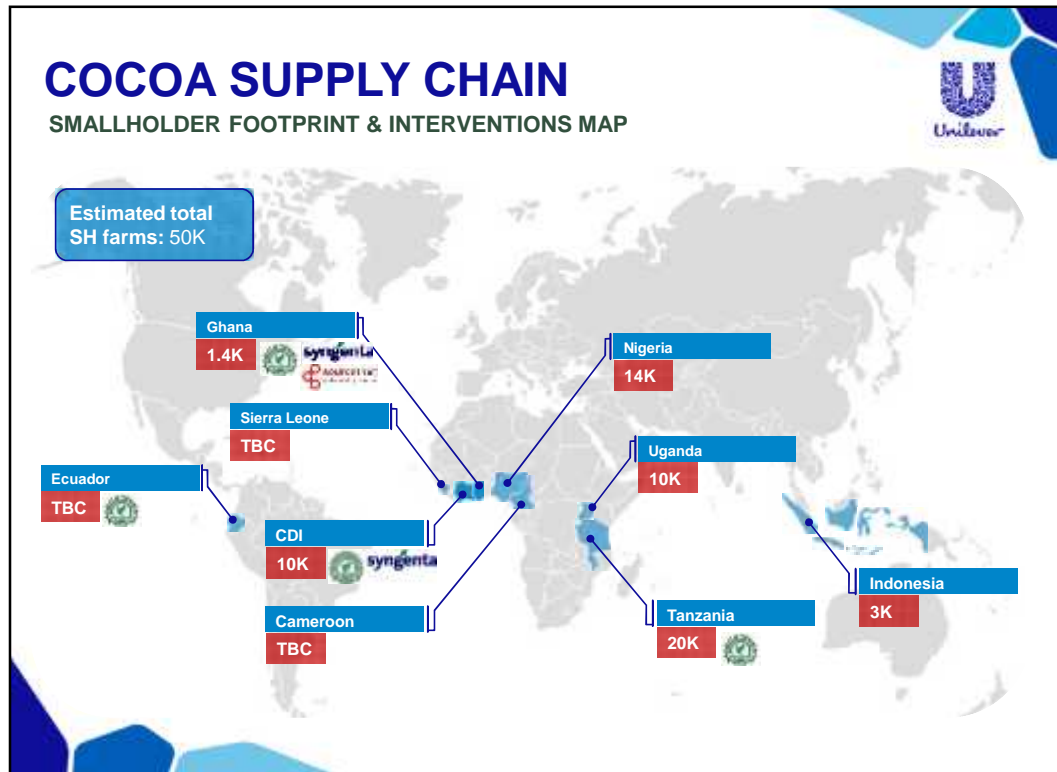 COCOA SUPPLY CHAIN
SMALLHOLDER FOOTPRINT & INTERVENTIONS MAP
Unilever
Estimated total
SH farms: 50K
Ghana
1.4K
syngenta
Nigeria
14K
Sierra Leone
TBC
Uganda
10K
Ecuador
TBC
CDI
10K
syngenta
Indonesia
3K
Cameroon
TBC
Tanzania
20K